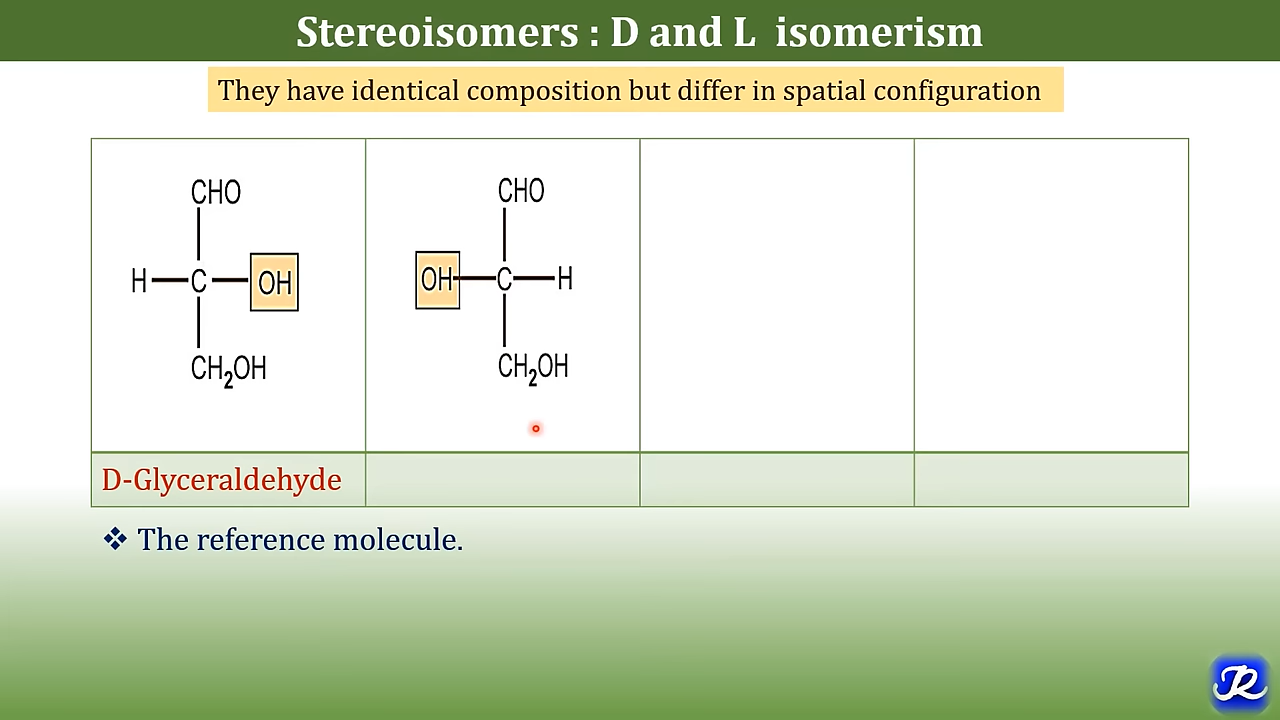 Stereoisomers : D and L isomerism
They have identical composition but differ in spatial configuration
CHO
H C OH
CH2OH
CHO
OH C H
CH2OH
D-Glyceraldehyde
❖ The reference molecule.
JR